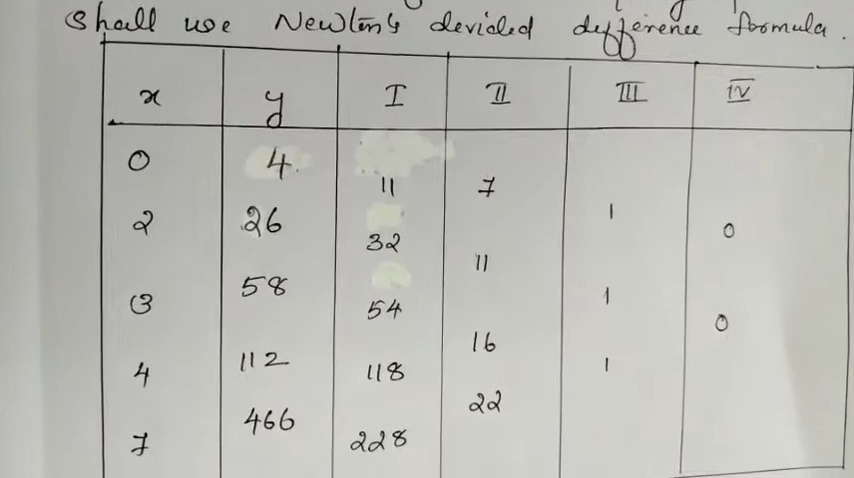 Shall use Newton's devided difference formula.
x y I II III IV
0 4
11 7
2 26 1 0
32 11
3 58 54 1 0
16
4 112 118 1
22
7 466 228